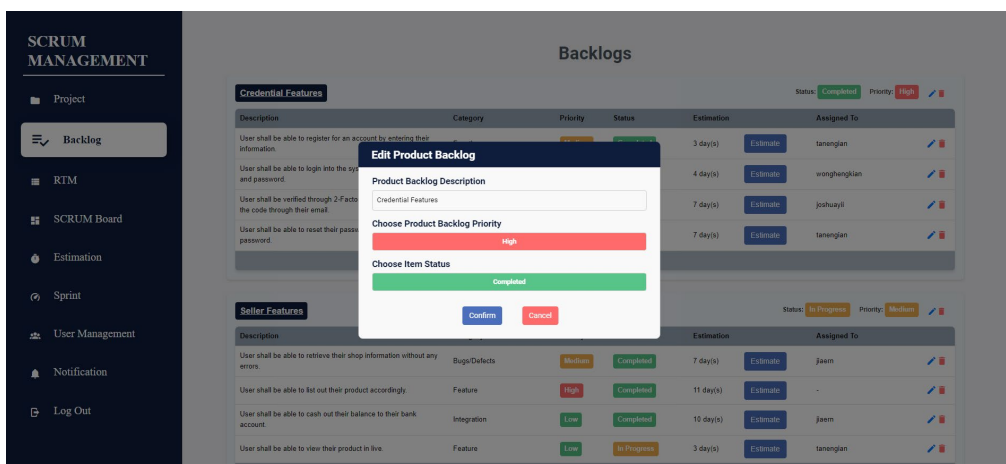 SCRUM
MANAGEMENT
Project
Backlog
RTM
SCRUM Board
Estimation
Sprint
User Management
Notification
Log Out
Backlogs
Credential Features
Status: Completed Priority: High
Description Category Priority Status Estimation Assigned To
User shall be able to register for an account by entering their
information.
3 day(s) Estimate tanengian
User shall be able to login into the sys
and password.
4 day(s) Estimate wonghengkian
User shall be verified through 2-Facto
the code through their email.
7 day(s) Estimate joshuayii
User shall be able to reset their passw
password.
7 day(s) Estimate tanengian
Edit Product Backlog
Product Backlog Description
Credential Features
Choose Product Backlog Priority
High
Choose Item Status
Completed
Confirm Cancel
Seller Features
Status: In Progress Priority: Medium
Description Estimation Assigned To
User shall be able to retrieve their shop information without any
errors.
Bugs/Defects Medium Completed 7 day(s) Estimate jiaern
User shall be able to list out their product accordingly. Feature High Completed 11 day(s) Estimate -
User shall be able to cash out their balance to their bank
account.
Integration Low Completed 10 day(s) Estimate jiaern
User shall be able to view their product in live. Feature Low In Progress 3 day(s) Estimate tanengian